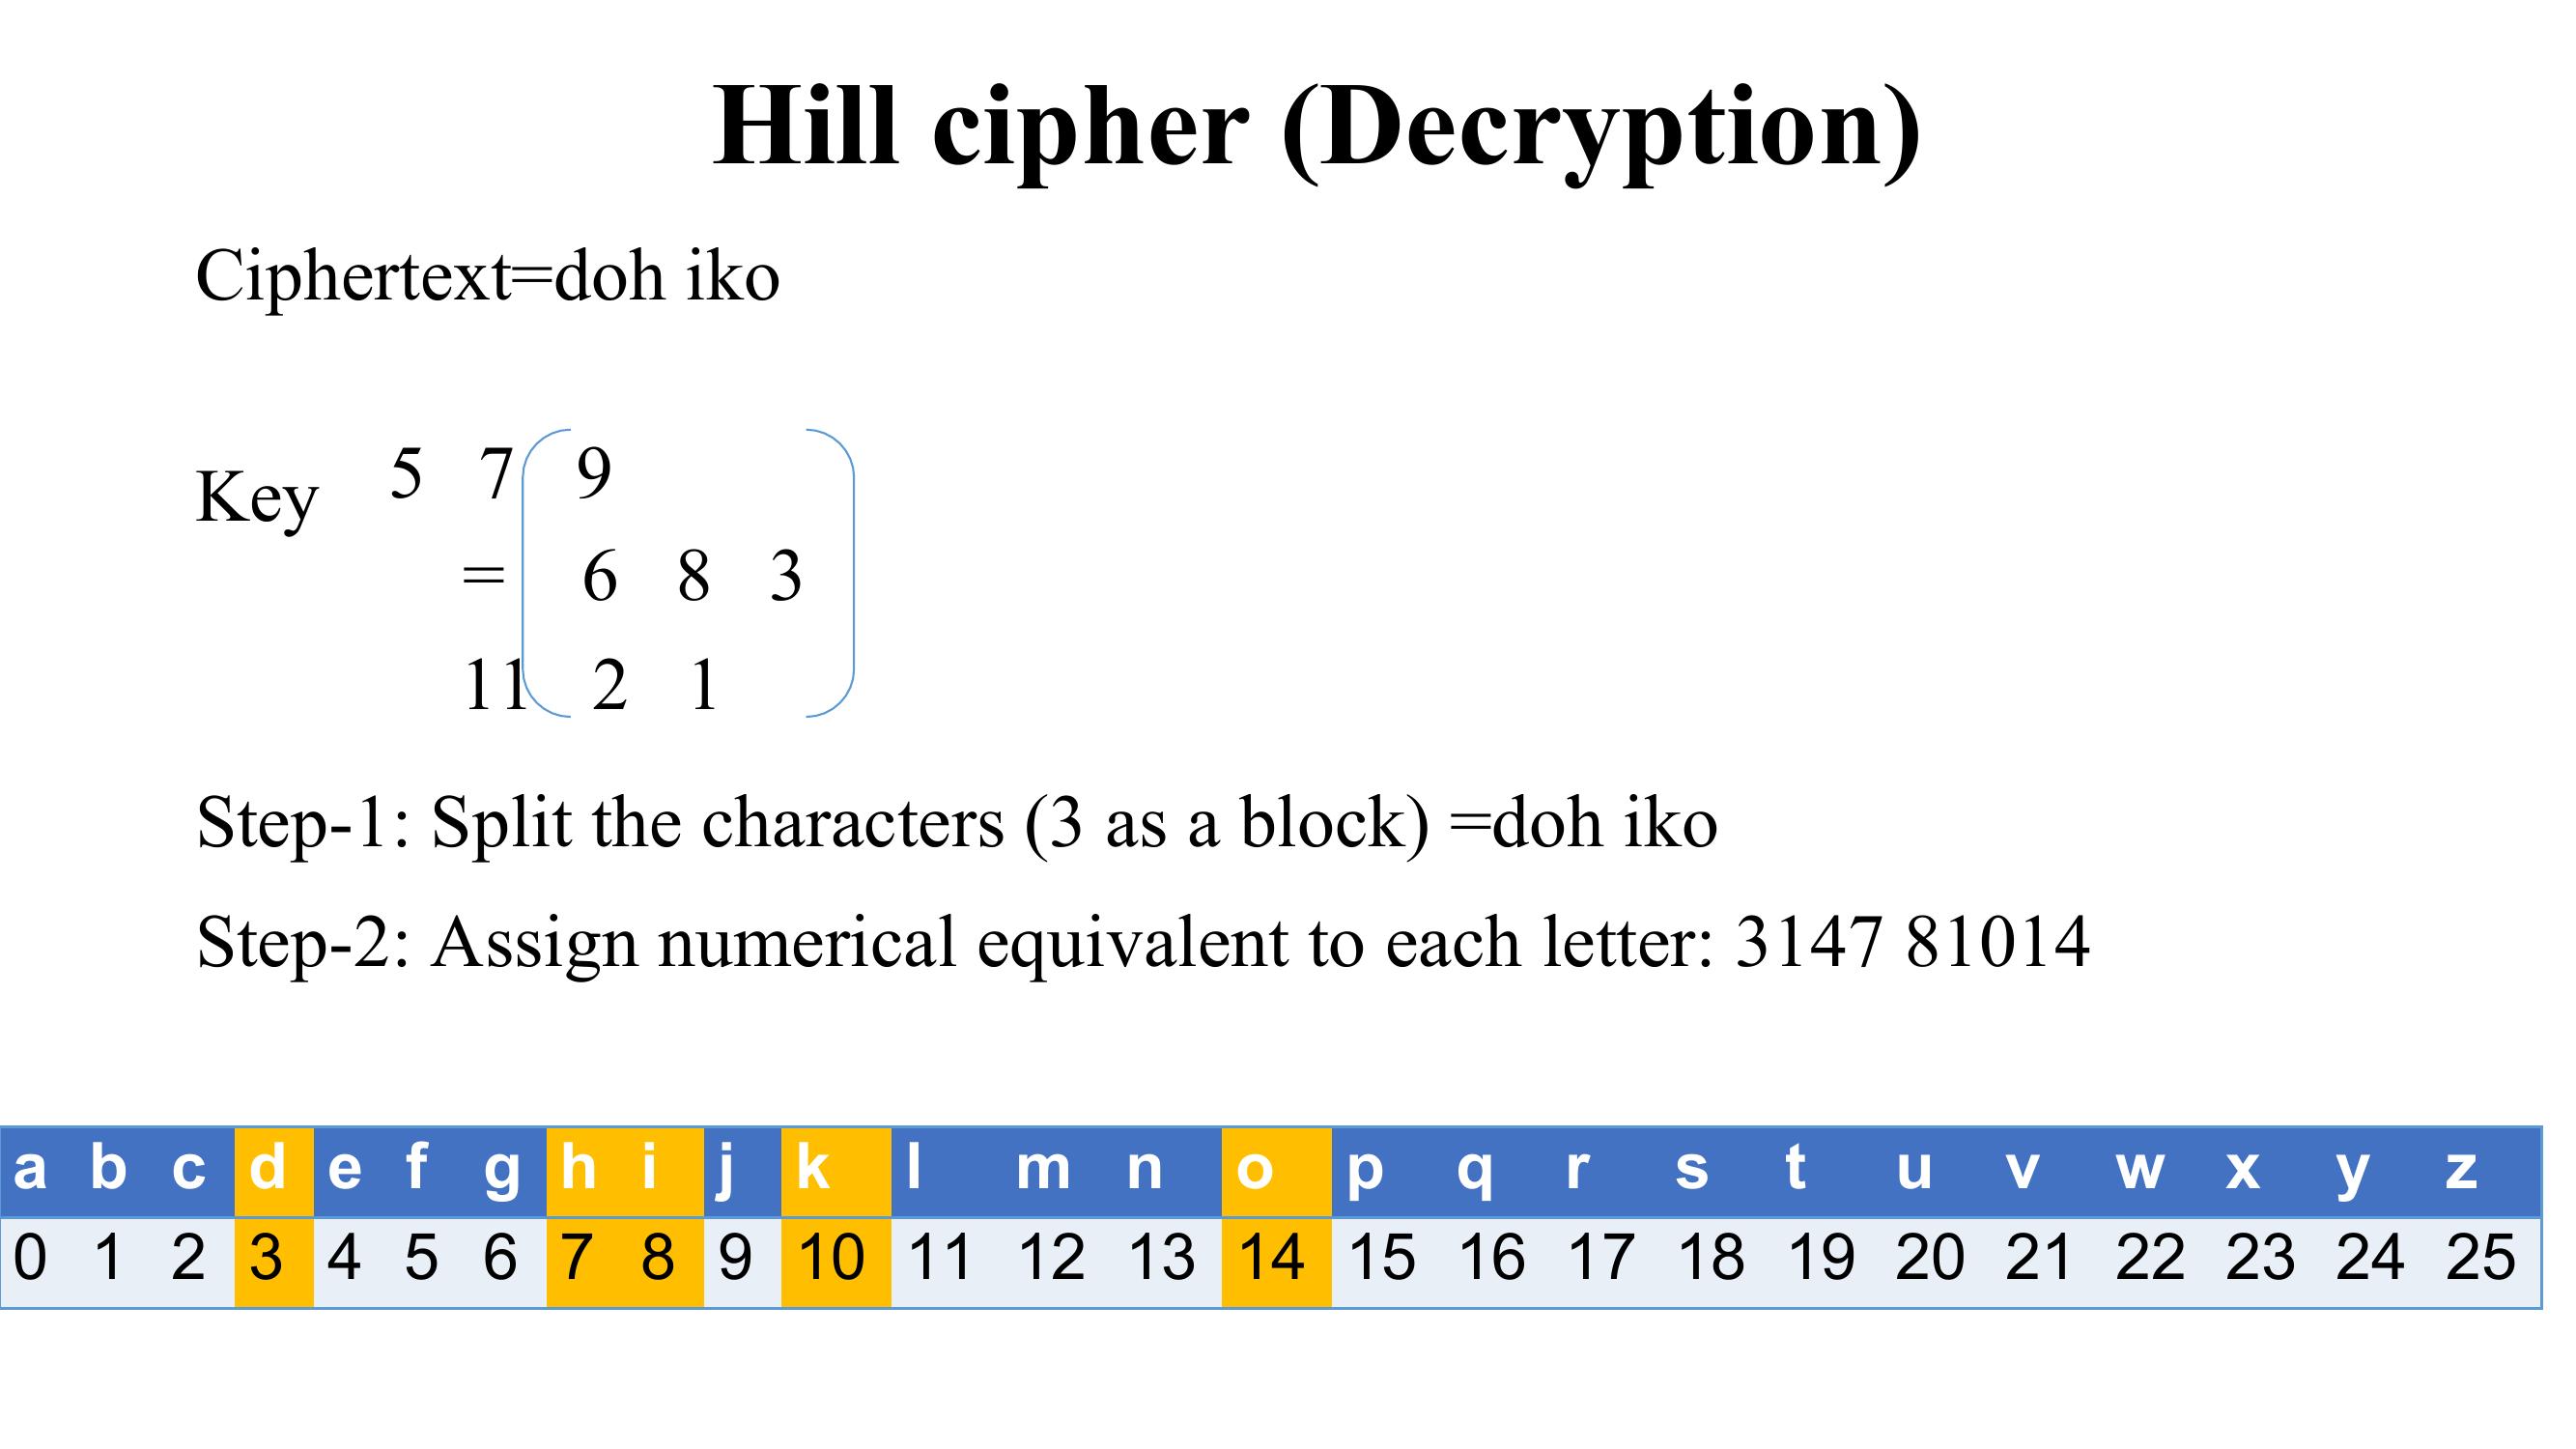 Hill cipher (Decryption)
Ciphertext=doh iko
Key 5 7 9
= 6 8 3
11 2 1
Step-1: Split the characters (3 as a block) =doh iko
Step-2: Assign numerical equivalent to each letter: 3147 81014
a b c d e f g h i j k l m n o p q r s t u v w x y z
0 1 2 3 4 5 6 7 8 9 10 11 12 13 14 15 16 17 18 19 20 21 22 23 24 25